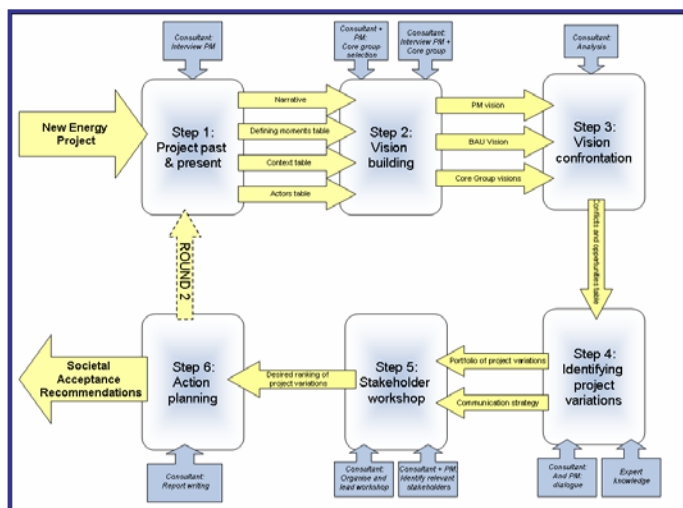 Consultant:
Interview PM
Consultant +
PM:
Core group
selection
Consultant:
Interview PM +
Core group
Consultant:
Analysis
New Energy
Project
Step 1:
Project past
& present
Narrative
Defining moments table
Context table
Actors table
Step 2:
Vision
building
PM vision
BAU Vision
Core Group visions
Step 3:
Vision
confrontation
Conflicts and opportunities table
ROUND 2
Societal
Acceptance
Recommendations
Step 6:
Action
planning
Desired ranking of
project variations
Step 5:
Stakeholder
workshop
Portfolio of project variations
Communication strategy
Step 4:
Identifying
project
variations
Consultant:
Report writing
Consultant:
Organise and
lead workshop
Consultant + PM:
Identify relevant
stakeholders
Consultant:
And PM:
dialogue
Expert
knowledge